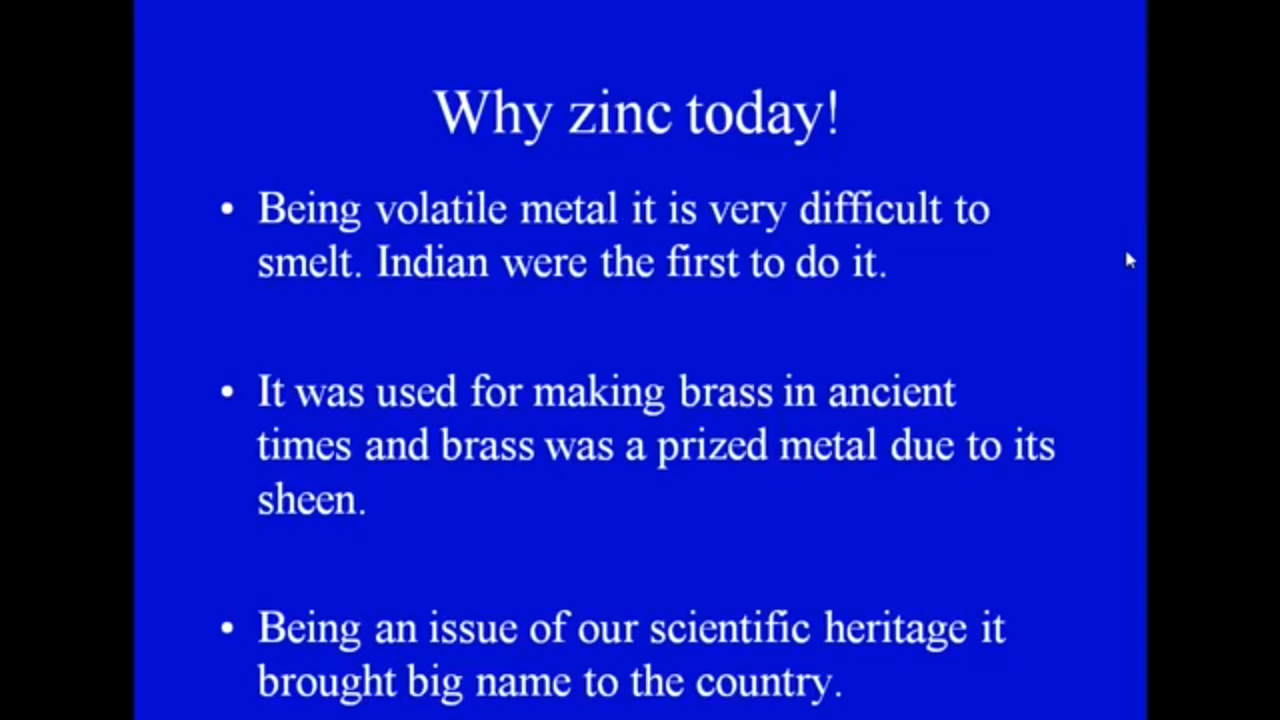 Why zinc today!
• Being volatile metal it is very difficult to
smelt. Indian were the first to do it.
• It was used for making brass in ancient
times and brass was a prized metal due to its
sheen.
• Being an issue of our scientific heritage it
brought big name to the country.